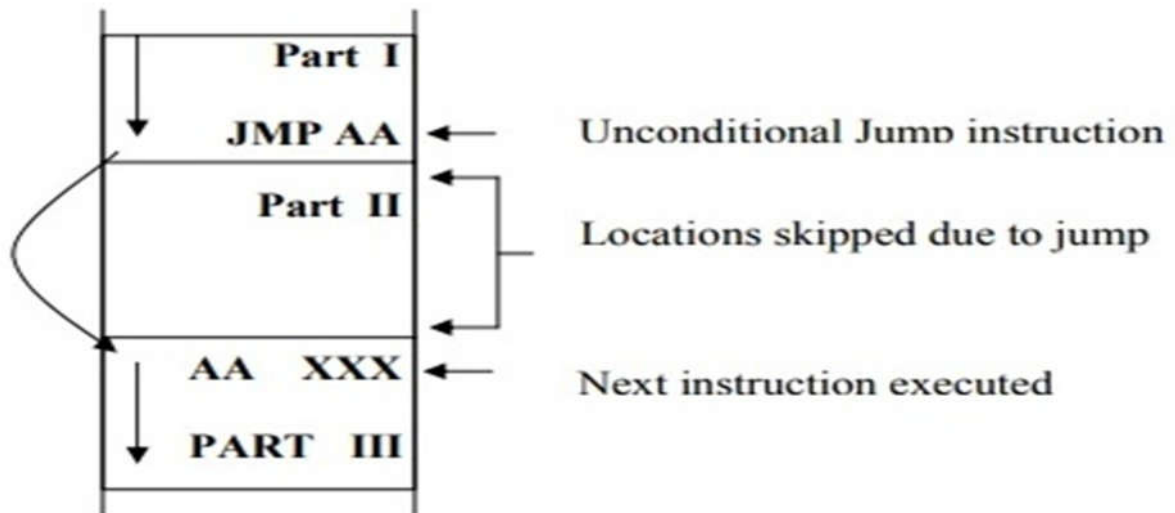 Part I
JMP AA
Unconditional Jump instruction
Part II
Locations skipped due to jump
AA XXX
Next instruction executed
PART III